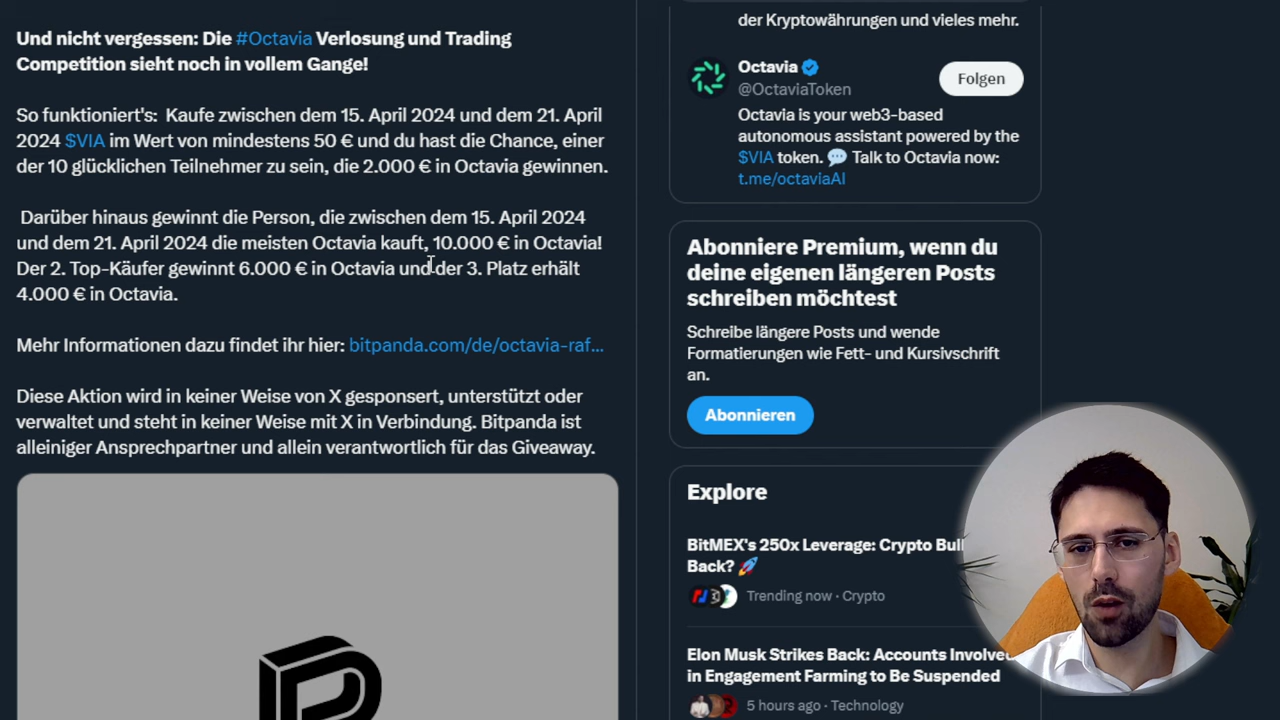 Und nicht vergessen: Die #Octavia Verlosung und Trading
Competition sieht noch in vollem Gange!
So funktioniert's: Kaufe zwischen dem 15. April 2024 und dem 21. April
2024 $VIA im Wert von mindestens 50 € und du hast die Chance, einer
der 10 glücklichen Teilnehmer zu sein, die 2.000 € in Octavia gewinnen.
Darüber hinaus gewinnt die Person, die zwischen dem 15. April 2024
und dem 21. April 2024 die meisten Octavia kauft, 10.000 € in Octavia!
Der 2. Top-Käufer gewinnt 6.000 € in Octavia und der 3. Platz erhält
4.000 € in Octavia.
Mehr Informationen dazu findet ihr hier: bitpanda.com/de/octavia-raf...
Diese Aktion wird in keiner Weise von X gesponsert, unterstützt oder
verwaltet und steht in keiner Weise mit X in Verbindung. Bitpanda ist
alleiniger Ansprechpartner und allein verantwortlich für das Giveaway.
der Kryptowährungen und vieles mehr.
Octavia
@OctaviaToken
Folgen
Octavia is your web3-based
autonomous assistant powered by the
$VIA token. 💬 Talk to Octavia now:
t.me/octaviaAI
Abonniere Premium, wenn du
deine eigenen längeren Posts
schreiben möchtest
Schreibe längere Posts und wende
Formatierungen wie Fett- und Kursivschrift
an.
Abonnieren
Explore
BitMEX's 250x Leverage: Crypto Bull
Back? 🚀
Trending now · Crypto
Elon Musk Strikes Back: Accounts Involved
in Engagement Farming to Be Suspended
5 hours ago · Technology